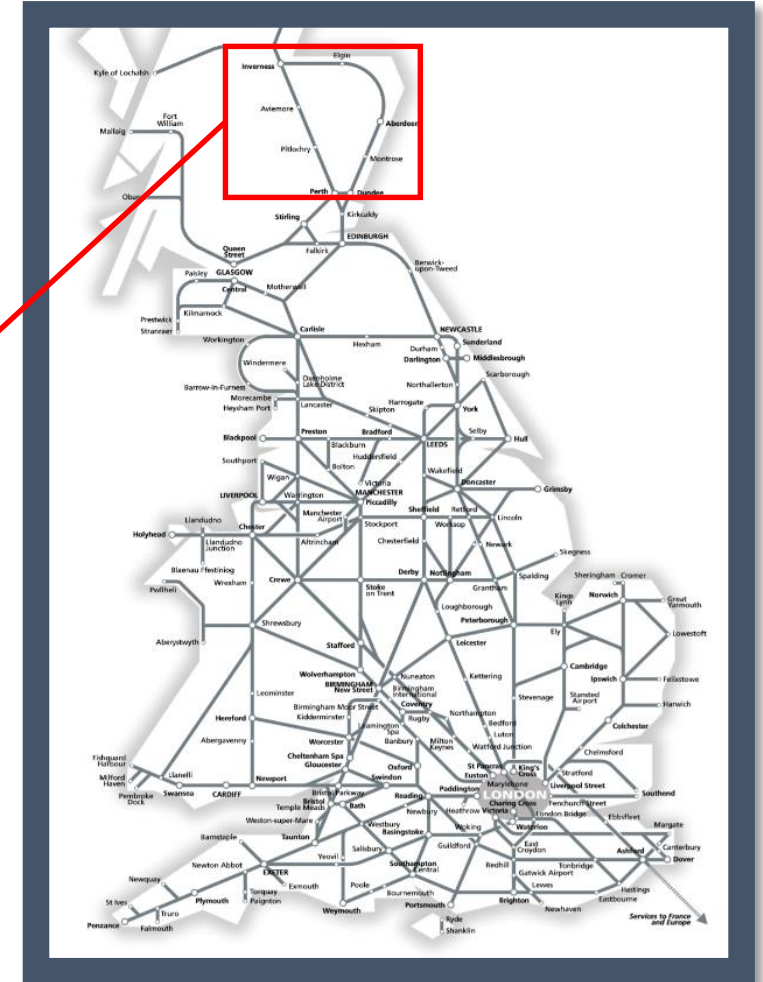 Elgin
Inverness
Kyle of Lochalsh
Aviemore
Fort
William
Aberdeen
Mallaig
Pitlochry
Montrose
Perth
Dundee
Oban
Stirling
Kirkcaldy
EDINBURGH
Queen
Street
Falkirk
GLASGOW
Central
Paisley
Motherwell
Berwick-
upon-Tweed
Prestwick
Kilmarnock
Stranraer
Carlisle
NEWCASTLE
Workington
Hexham
Durham
Sunderland
Darlington
Middlesbrough
Windermere
Scarborough
Oxenholme
Lake District
Northallerton
Barrow-in-Furness
Morecambe
Heysham Port
Lancaster
Harrogate
York
Skipton
Blackpool
Preston
Bradford
Selby
Hull
Blackburn
LEEDS
Huddersfield
Southport
Bolton
Wakefield
Wigan
Victoria
Doncaster
LIVERPOOL
Warrington
MANCHESTER
Piccadilly
Grimsby
Manchester
Airport
Sheffield
Retford
Llandudno
Stockport
Worksop
Lincoln
Holyhead
Chester
Llandudno
Junction
Altrincham
Chesterfield
Newark
Skegness
Blaenau Ffestiniog
Derby
Nottingham
Pwllheli
Wrexham
Crewe
Stoke
on Trent
Grantham
Spalding
Sheringham
Cromer
Kings
Lynn
Norwich
Great
Yarmouth
Loughborough
Shrewsbury
Peterborough
Ely
Lowestoft
Aberystwyth
Stafford
Leicester
Wolverhampton
Cambridge
BIRMINGHAM
New Street
Nuneaton
Kettering
Ipswich
Felixstowe
Birmingham
International
Leominster
Coventry
Stevenage
Stansted
Airport
Harwich
Birmingham Moor Street
Kidderminster
Rugby
Northampton
Hereford
Leamington
Spa
Bedford
Colchester
Abergavenny
Worcester
Banbury
Milton
Keynes
Luton
Watford Junction
Chelmsford
Cheltenham Spa
Gloucester
Oxford
St Pancras
Euston
King's
Cross
Stratford
Fishguard
Harbour
Llanelli
Swindon
Marylebone
Liverpool Street
Milford
Haven
Newport
Paddington
LONDON
Southend
Pembroke
Dock
Swansea
CARDIFF
Bristol Parkway
Reading
Charing Cross
Fenchurch Street
Bristol
Temple Meads
Bath
Newbury
Heathrow
Victoria
London Bridge
Ebbsfleet
Weston-super-Mare
Westbury
Basingstoke
Woking
Waterloo
Margate
Barnstaple
Taunton
Salisbury
Guildford
East
Croydon
Canterbury
Yeovil
Redhill
Tonbridge
Ashford
Dover
Newton Abbot
EXETER
Southampton
Central
Gatwick Airport
Newquay
Exmouth
Poole
Lewes
Hastings
Torquay
Paignton
Bournemouth
Eastbourne
St Ives
Plymouth
Weymouth
Portsmouth
Brighton
Newhaven
Truro
Penzance
Falmouth
Ryde
Shanklin
Services to France
and Europe